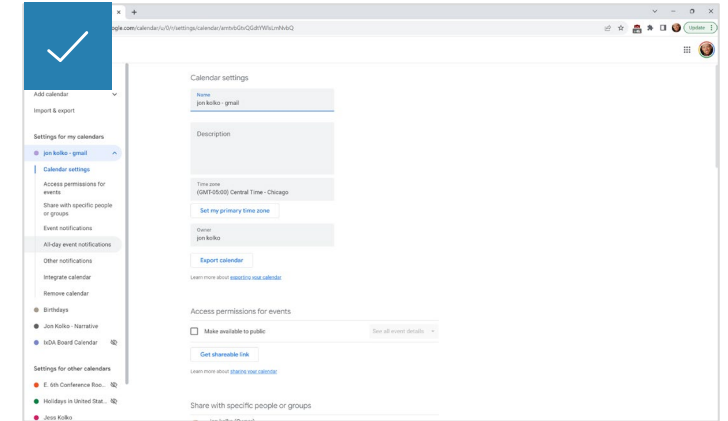 ogle.com/calendar/u/0/r/settings/calendar/
Update
Add calendar
Import & export
Settings for my calendars
jon kolko - gmail
Calendar settings
Access permissions for
events
Share with specific people
or groups
Event notifications
All-day event notifications
Other notifications
Integrate calendar
Remove calendar
Birthdays
Jon Kolko - Narrative
IxDA Board Calendar
Settings for other calendars
E. 6th Conference Roo...
Holidays in United Stat...
Jess Kolko
Calendar settings
Name
jon kolko - gmail
Description
Time zone
(GMT-05:00) Central Time - Chicago
Set my primary time zone
Owner
jon kolko
Export calendar
Learn more about exporting your calendar
Access permissions for events
Make available to public
See all event details
Get shareable link
Learn more about sharing your calendar
Share with specific people or groups